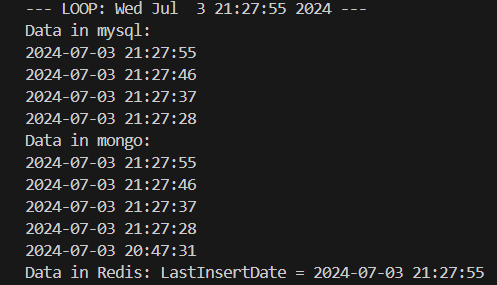 --- LOOP: Wed Jul  3 21:27:55 2024 ---
Data in mysql:
2024-07-03 21:27:55
2024-07-03 21:27:46
2024-07-03 21:27:37
2024-07-03 21:27:28
Data in mongo:
2024-07-03 21:27:55
2024-07-03 21:27:46
2024-07-03 21:27:37
2024-07-03 21:27:28
2024-07-03 20:47:31
Data in Redis: LastInsertDate = 2024-07-03 21:27:55